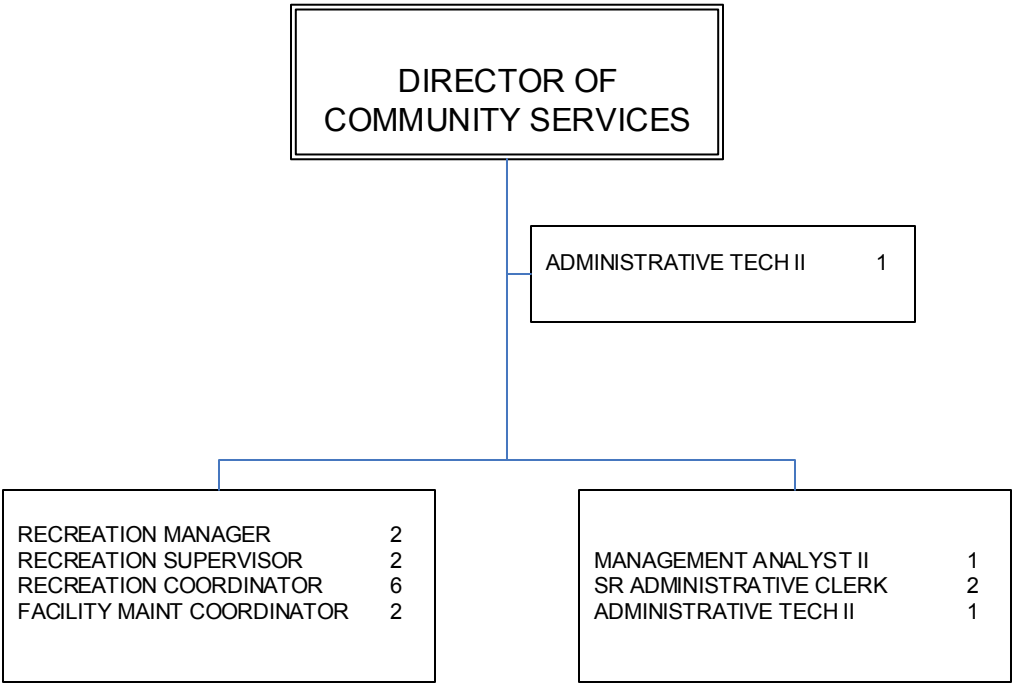 DIRECTOR OF
COMMUNITY SERVICES
ADMINISTRATIVE TECH II 1
RECREATION MANAGER 2
RECREATION SUPERVISOR 2
RECREATION COORDINATOR 6
FACILITY MAINT COORDINATOR 2
MANAGEMENT ANALYST II 1
SR ADMINISTRATIVE CLERK 2
ADMINISTRATIVE TECH II 1